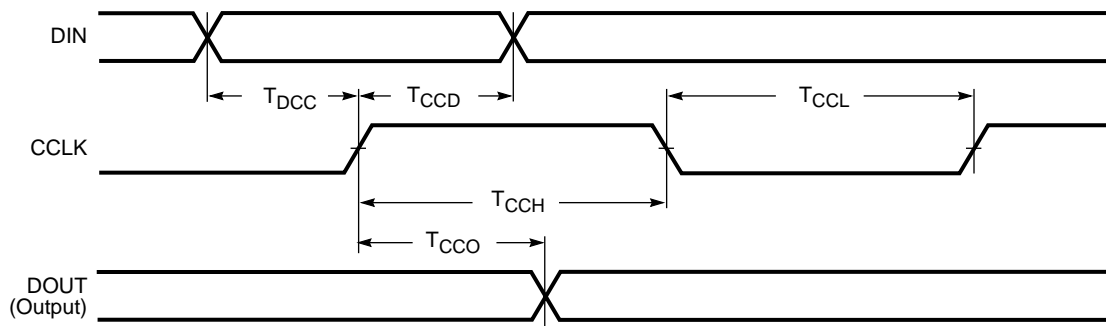 DIN
TDCC
TCCD
TCCL
CCLK
TCCH
TCCO
DOUT
(Output)